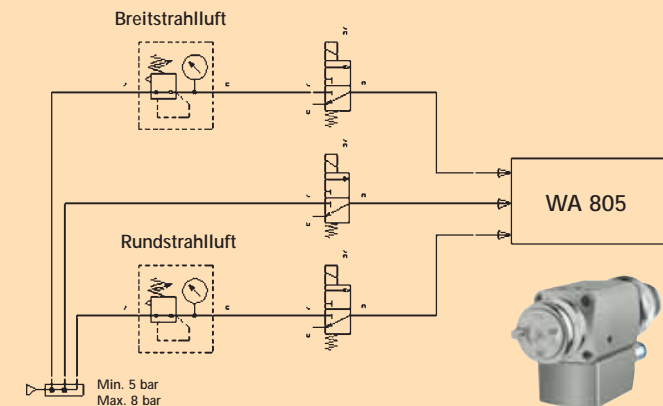 Breitstrahlluft
WA 805
Rundstrahlluft
Min. 5 bar
Max. 8 bar